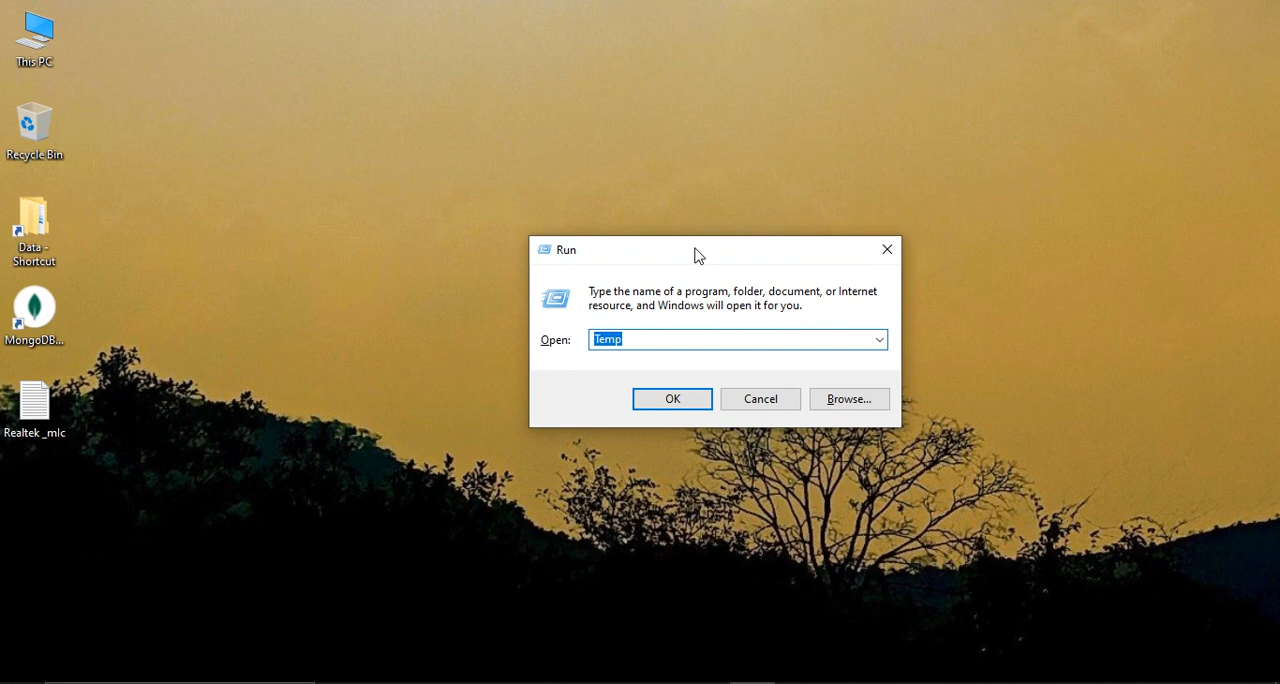 This PC
Recycle Bin
Data -
Shortcut
MongoDB...
Realtek _mlc
Run
Type the name of a program, folder, document, or Internet
resource, and Windows will open it for you.
Open:
Temp
OK
Cancel
Browse...